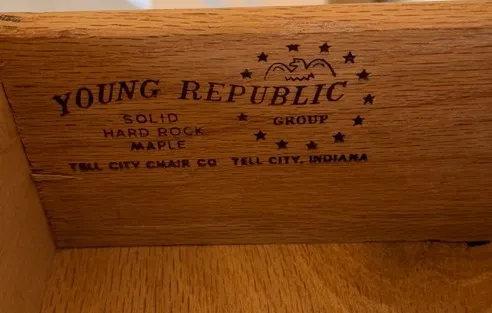 YOUNG REPUBLIC
GROUP
SOLID
HARD ROCK
MAPLE
TELL CITY CHAIR CO TELL CITY, INDIANA